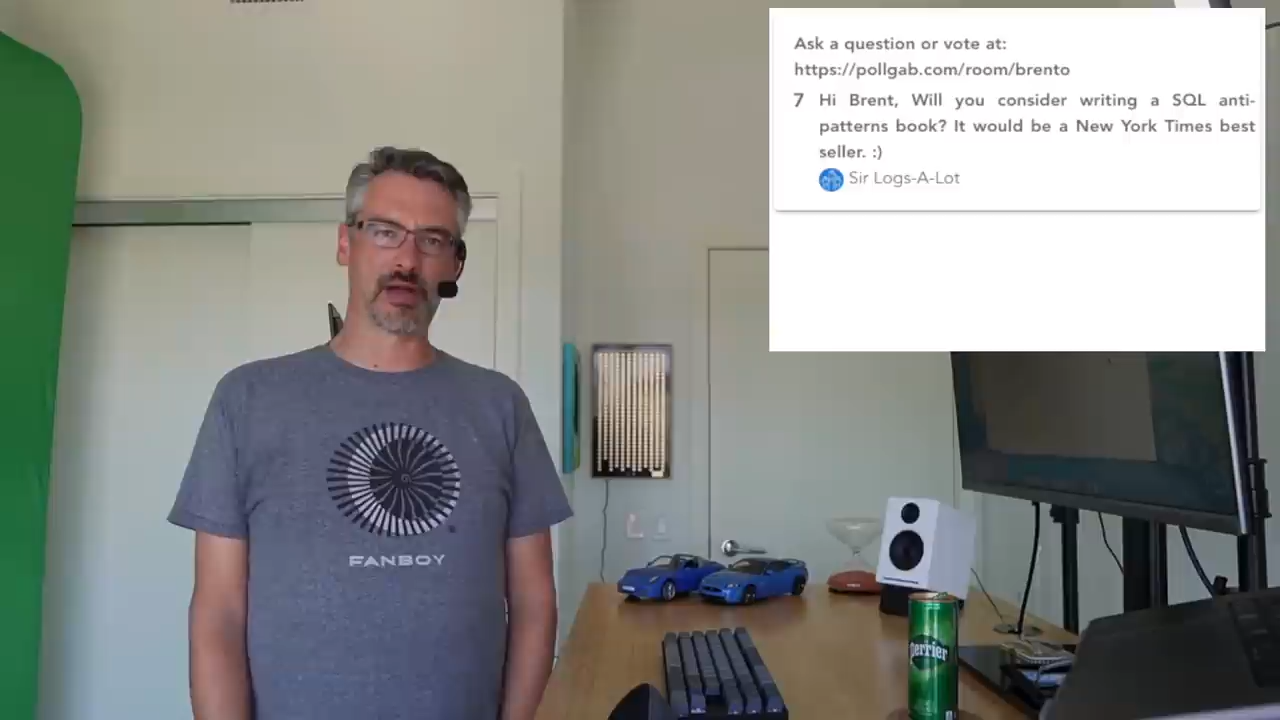 Ask a question or vote at:
https://pollgab.com/room/brento
7 Hi Brent, Will you consider writing a SQL anti-
patterns book? It would be a New York Times best
seller. :)
Sir Logs-A-Lot
FANBOY
perrier